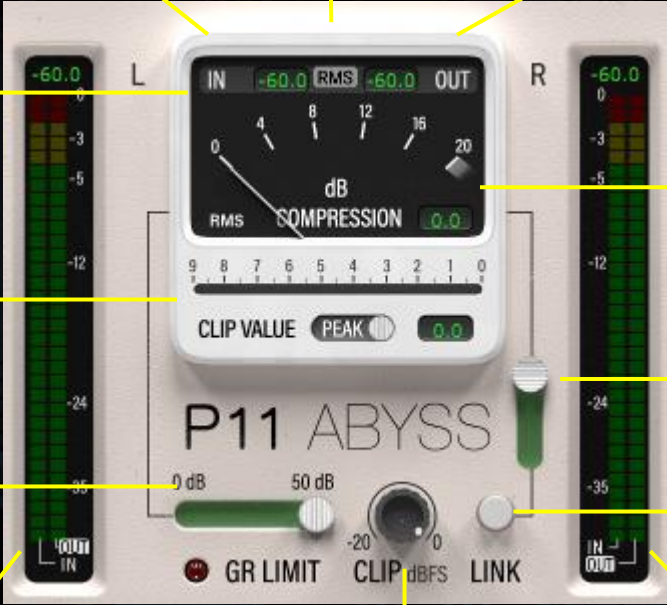 -60.0 L R -60.0
IN -60.0 RMS -60.0 OUT
0 4 8 12 16 20
dB
RMS COMPRESSION 0.0
9 8 7 6 5 4 3 2 1 0
CLIP VALUE PEAK 0.0
P11 ABYSS
0 dB 50 dB
-20 0
GR LIMIT CLIP dBFS LINK
0
-3
-5
-12
-24
-35
OUT
IN
0
-3
-5
-12
-24
-35
IN
OUT